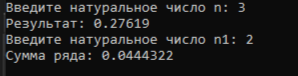 Введите натуральное число n: 3
Результат: 0.27619
Введите натуральное число n1: 2
Сумма ряда: 0.0444322